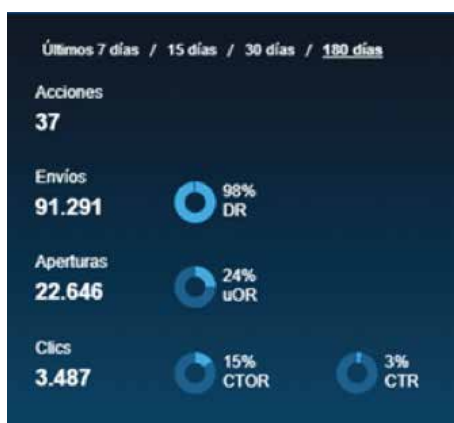 Últimos 7 días / 15 días / 30 días / 180 días
Acciones
37
Envíos
91.291
98%
DR
Aperturas
22.646
24%
uOR
Clics
3.487
15%
CTOR
3%
CTR